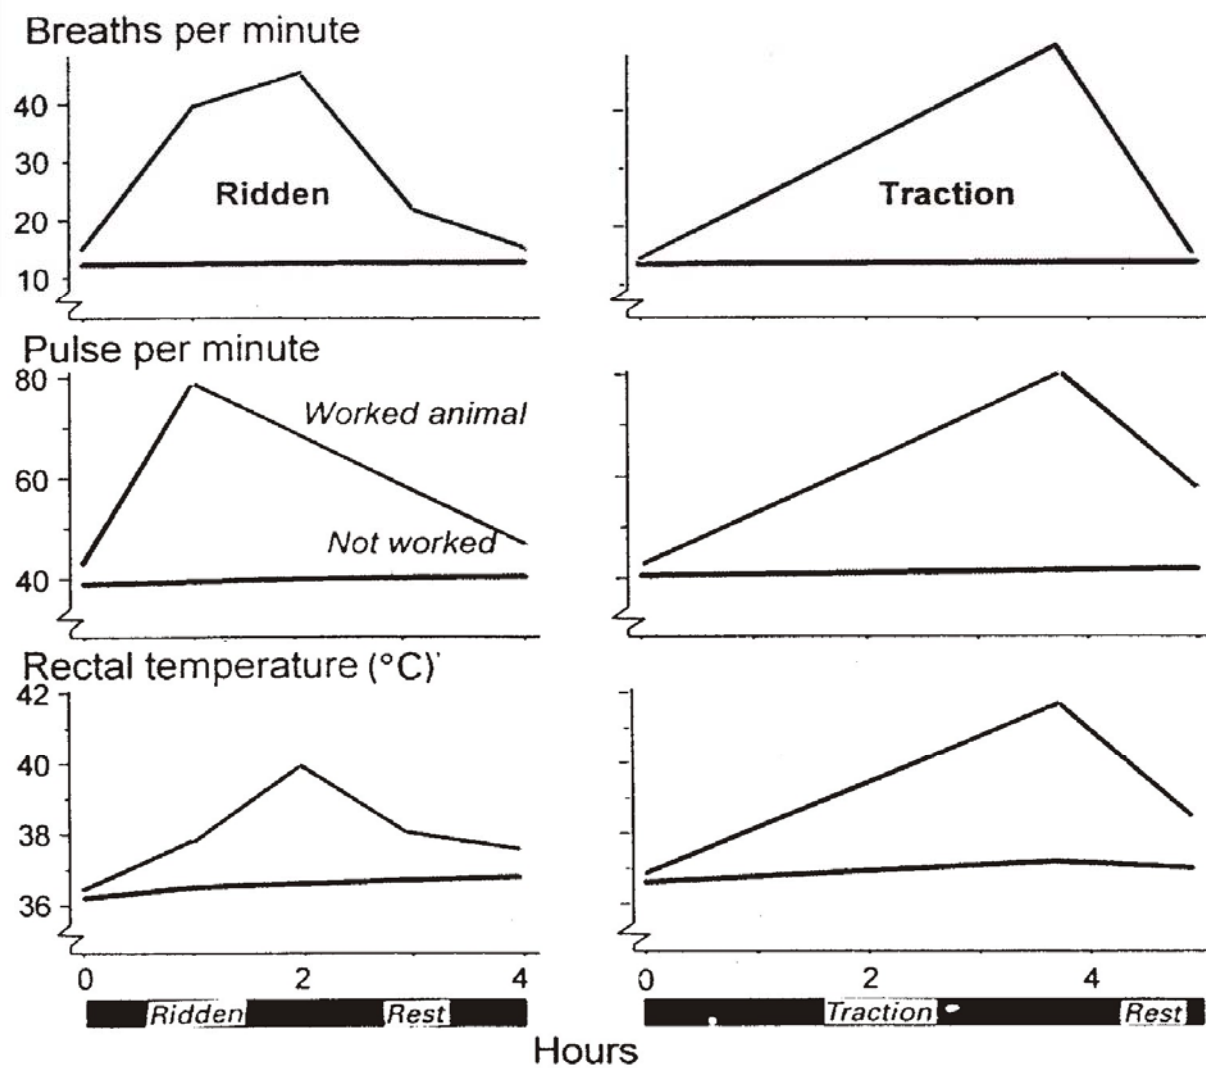 Breaths per minute
40
30
20
10
Ridden
Traction
Pulse per minute
80
60
40
Worked animal
Not worked
Rectal temperature (°C)
42
40
38
36
0 2 4
0 2 4
Ridden Rest
Traction Rest
Hours